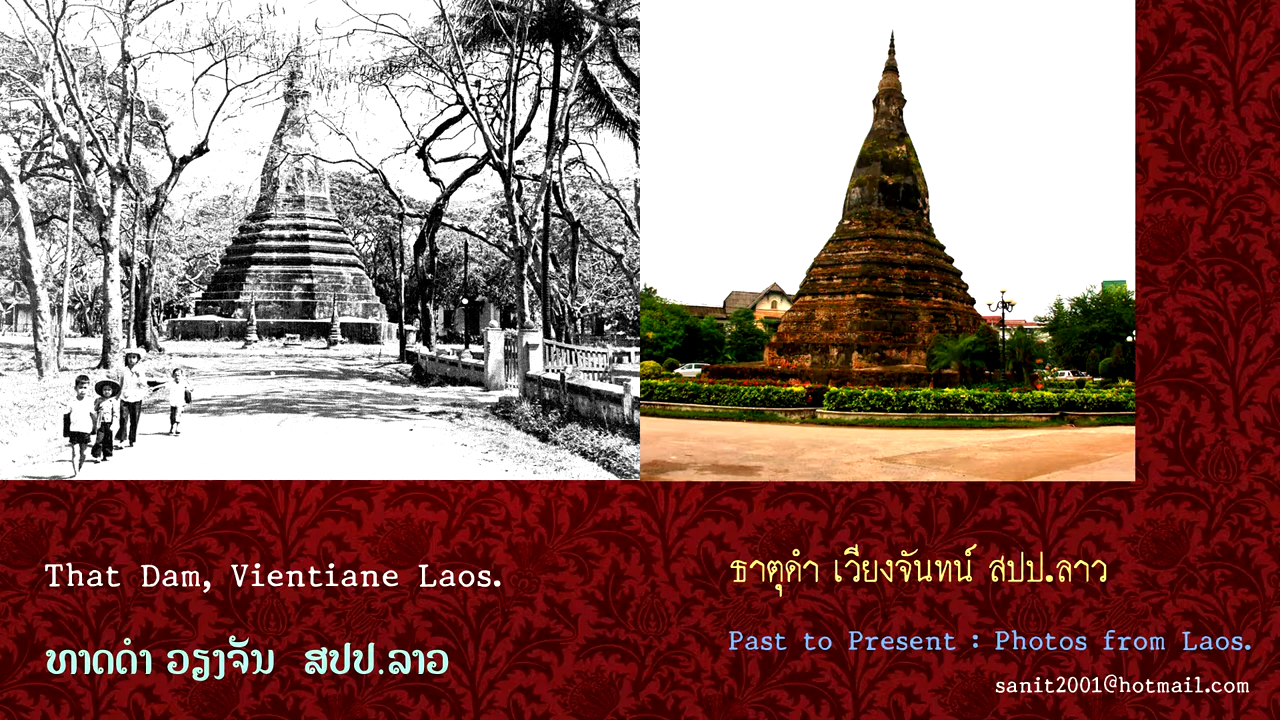 That Dam, Vientiane Laos.
ທາດດຳ ວຽງຈັນ ສປປ.ລາວ
ธาตุดำ เวียงจันทน์ สปป.ลาว
Past to Present : Photos from Laos.
sanit2001@hotmail.com